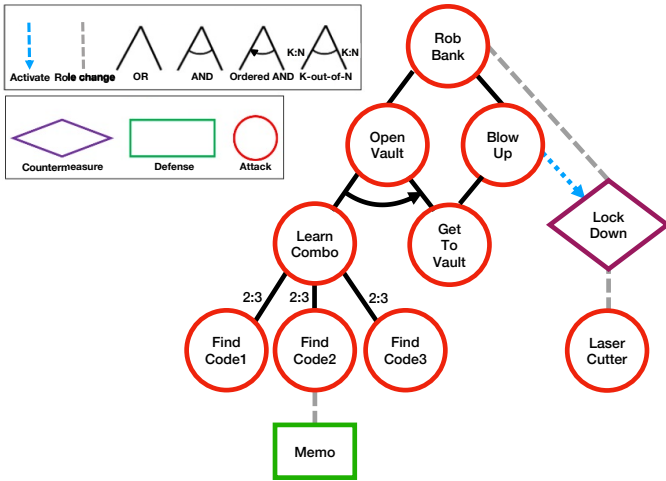 K:N K:N
Activate Role change OR AND Ordered AND K-out-of-N
Countermeasure Defense Attack
Rob
Bank
Open
Vault
Blow
Up
Lock
Down
Learn
Combo
Get
To
Vault
2:3 2:3 2:3
Find
Code1
Find
Code2
Find
Code3
Laser
Cutter
Memo